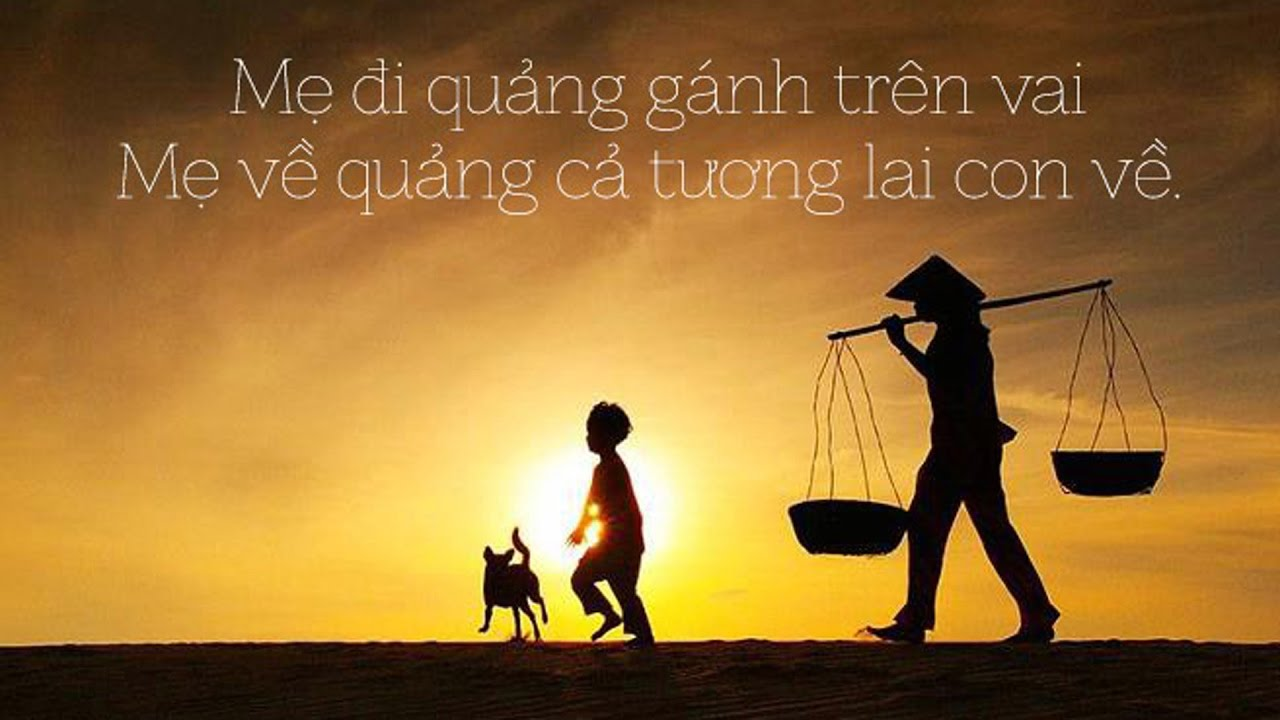 Mẹ đi quảng gánh trên vai
Mẹ về quảng cả tương lai con về.